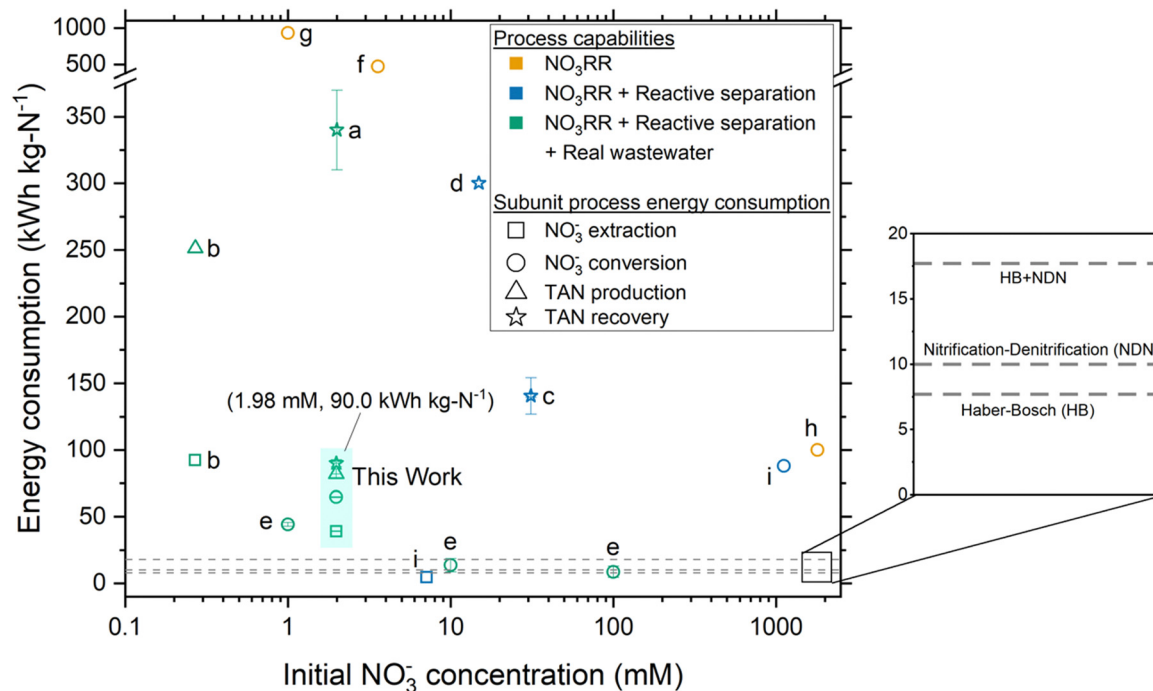 1000
500
350
300
250
200
150
100
50
0
Energy consumption (kWh kg-N⁻¹)
0.1
1
10
100
1000
Initial NO₃⁻ concentration (mM)
g
f
a
d
b
c
(1.98 mM, 90.0 kWh kg-N⁻¹)
h
b
This Work
i
e
e
e
i
Process capabilities
NO₃RR
NO₃RR + Reactive separation
NO₃RR + Reactive separation
+ Real wastewater
Subunit process energy consumption
NO₃⁻ extraction
NO₃⁻ conversion
TAN production
TAN recovery
20
15
10
5
0
HB+NDN
Nitrification-Denitrification (NDN)
Haber-Bosch (HB)